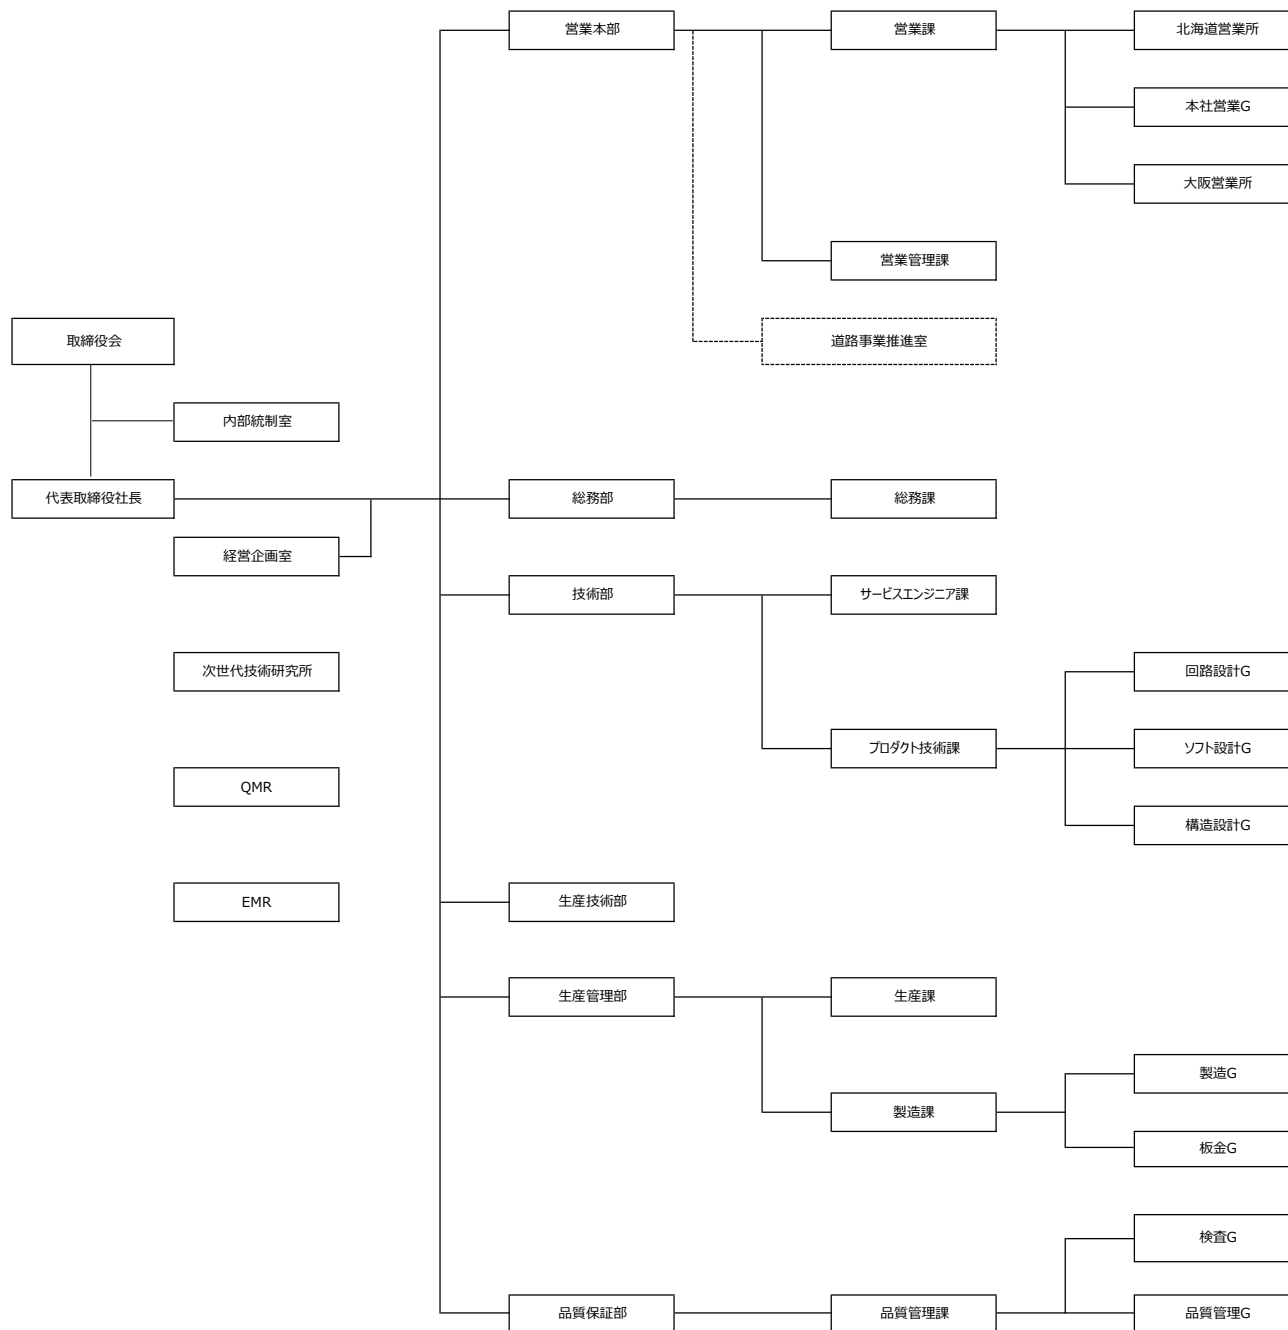 営業本部
営業課
北海道営業所
本社営業G
大阪営業所
営業管理課
取締役会
道路事業推進室
内部統制室
代表取締役社長
総務部
総務課
経営企画室
技術部
サービスエンジニア課
次世代技術研究所
回路設計G
プロダクト技術課
ソフト設計G
QMR
構造設計G
EMR
生産技術部
生産管理部
生産課
製造G
製造課
板金G
検査G
品質保証部
品質管理課
品質管理G